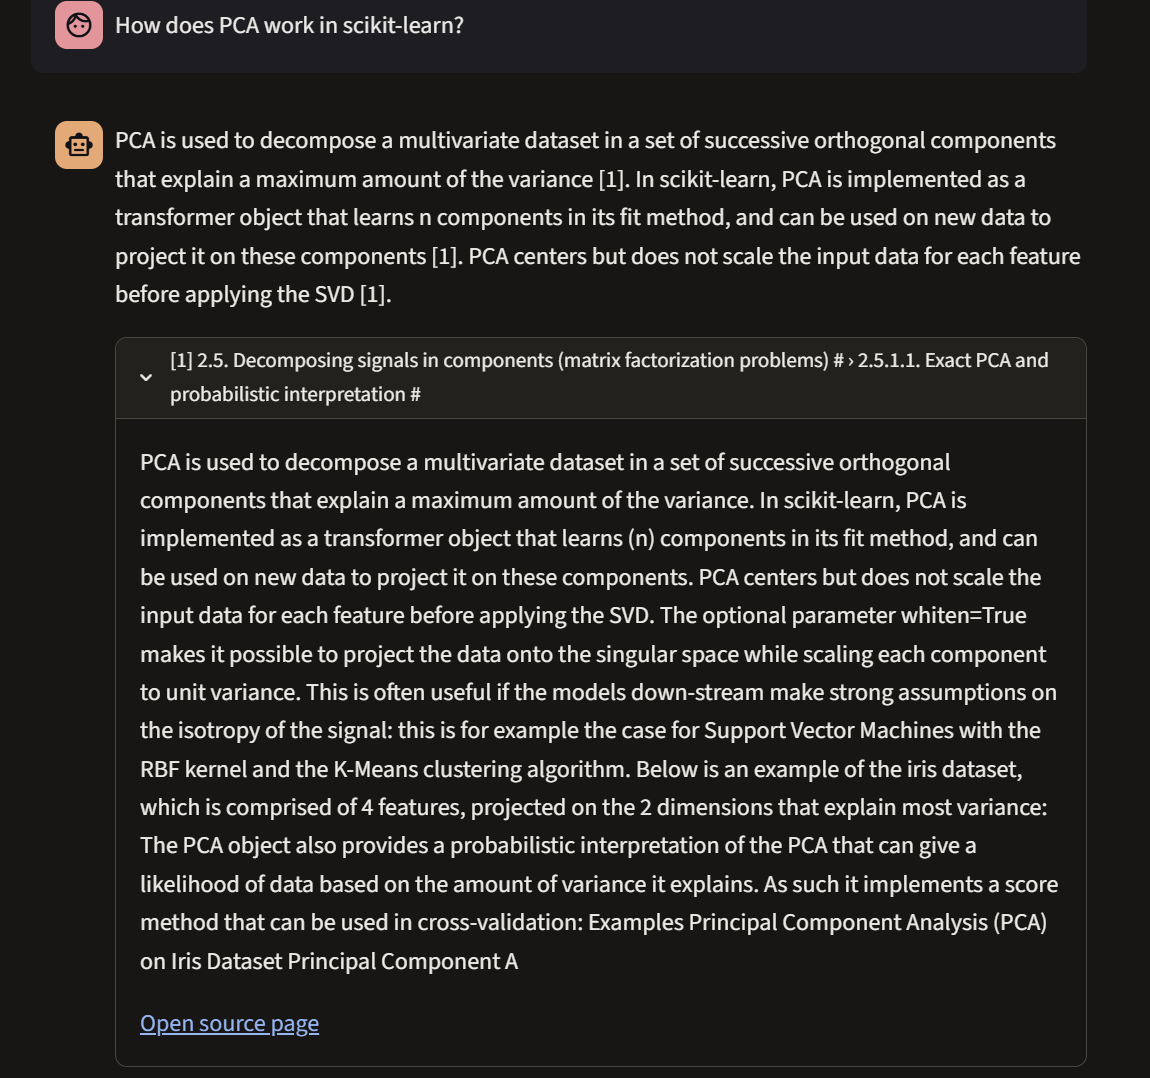 How does PCA work in scikit-learn?
PCA is used to decompose a multivariate dataset in a set of successive orthogonal components
that explain a maximum amount of the variance [1]. In scikit-learn, PCA is implemented as a
transformer object that learns n components in its fit method, and can be used on new data to
project it on these components [1]. PCA centers but does not scale the input data for each feature
before applying the SVD [1].
[1] 2.5. Decomposing signals in components (matrix factorization problems) # › 2.5.1.1. Exact PCA and
probabilistic interpretation #
PCA is used to decompose a multivariate dataset in a set of successive orthogonal
components that explain a maximum amount of the variance. In scikit-learn, PCA is
implemented as a transformer object that learns (n) components in its fit method, and can
be used on new data to project it on these components. PCA centers but does not scale the
input data for each feature before applying the SVD. The optional parameter whiten=True
makes it possible to project the data onto the singular space while scaling each component
to unit variance. This is often useful if the models down-stream make strong assumptions on
the isotropy of the signal: this is for example the case for Support Vector Machines with the
RBF kernel and the K-Means clustering algorithm. Below is an example of the iris dataset,
which is comprised of 4 features, projected on the 2 dimensions that explain most variance:
The PCA object also provides a probabilistic interpretation of the PCA that can give a
likelihood of data based on the amount of variance it explains. As such it implements a score
method that can be used in cross-validation: Examples Principal Component Analysis (PCA)
on Iris Dataset Principal Component A
Open source page